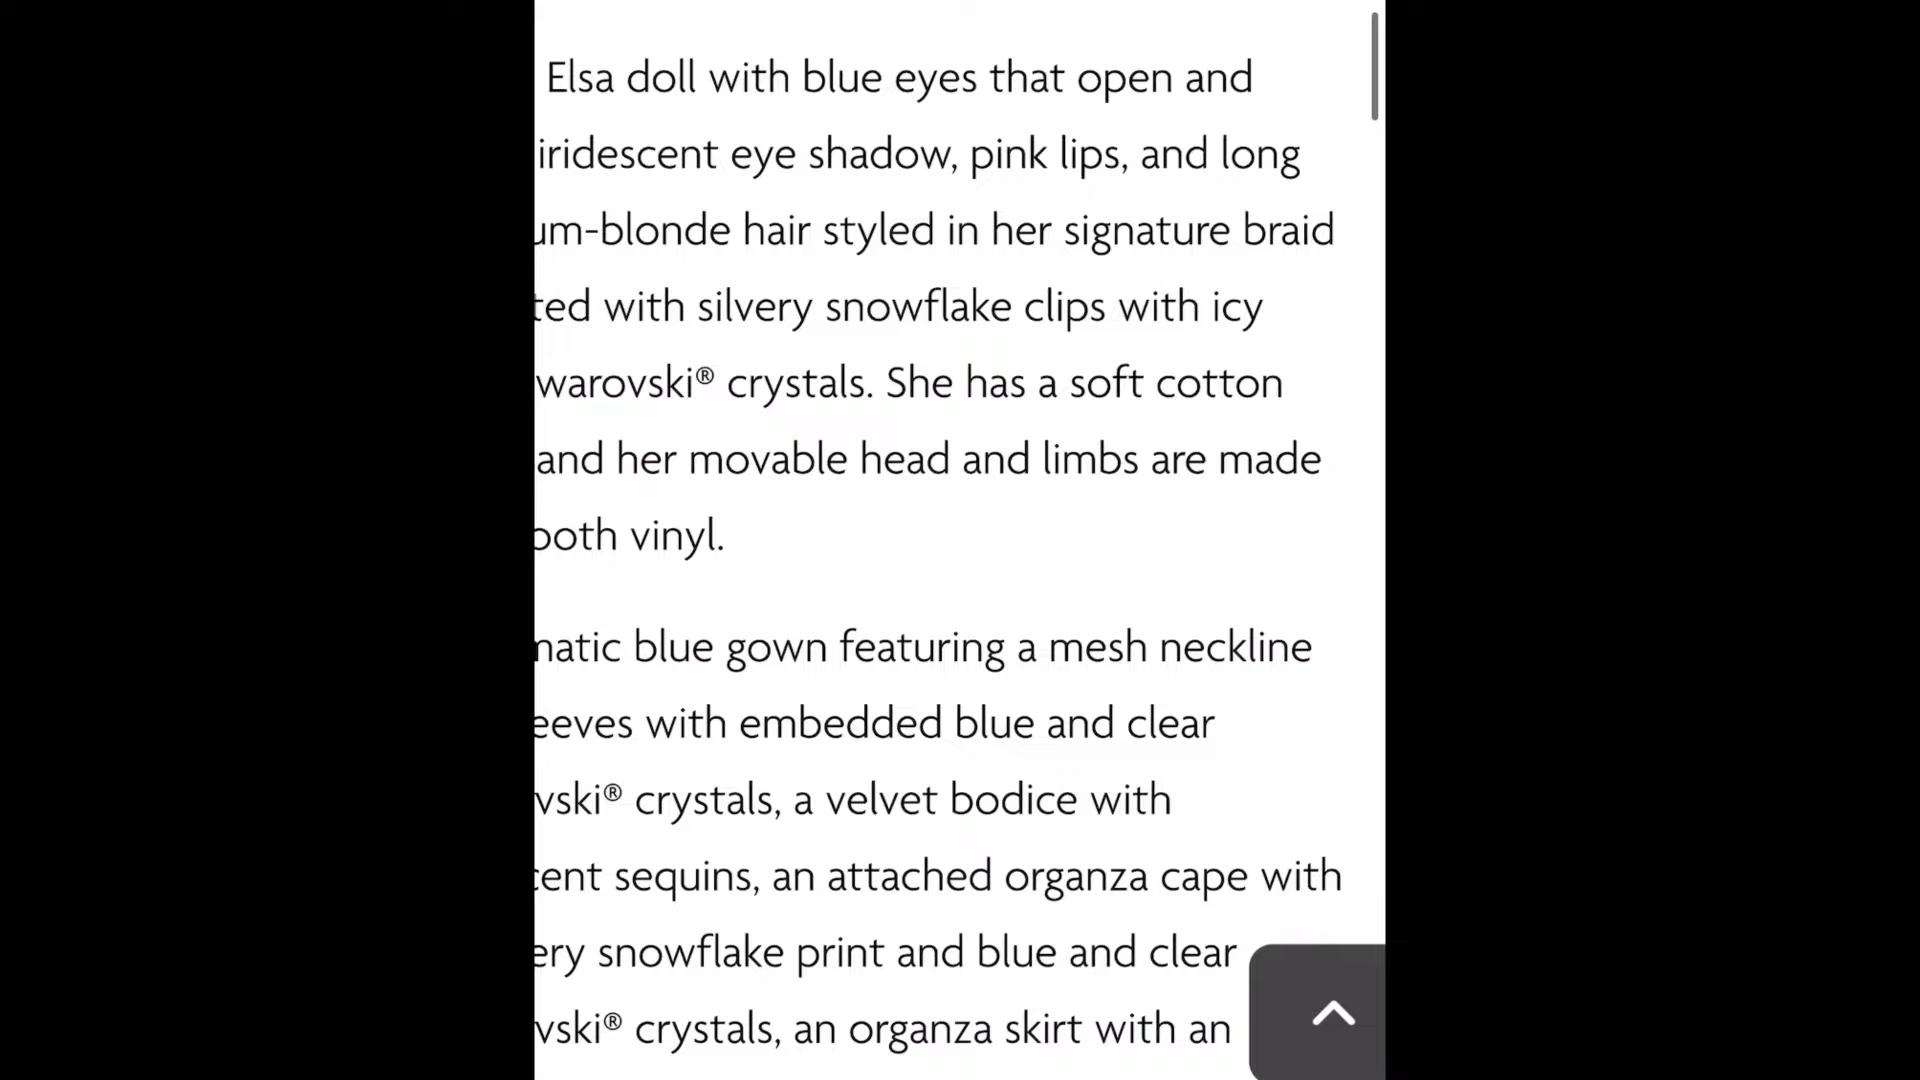 Elsa doll with blue eyes that open and
iridescent eye shadow, pink lips, and long
um-blonde hair styled in her signature braid
ted with silvery snowflake clips with icy
warovski® crystals. She has a soft cotton
and her movable head and limbs are made
ooth vinyl.
matic blue gown featuring a mesh neckline
eeves with embedded blue and clear
vski® crystals, a velvet bodice with
cent sequins, an attached organza cape with
ery snowflake print and blue and clear
vski® crystals, an organza skirt with an